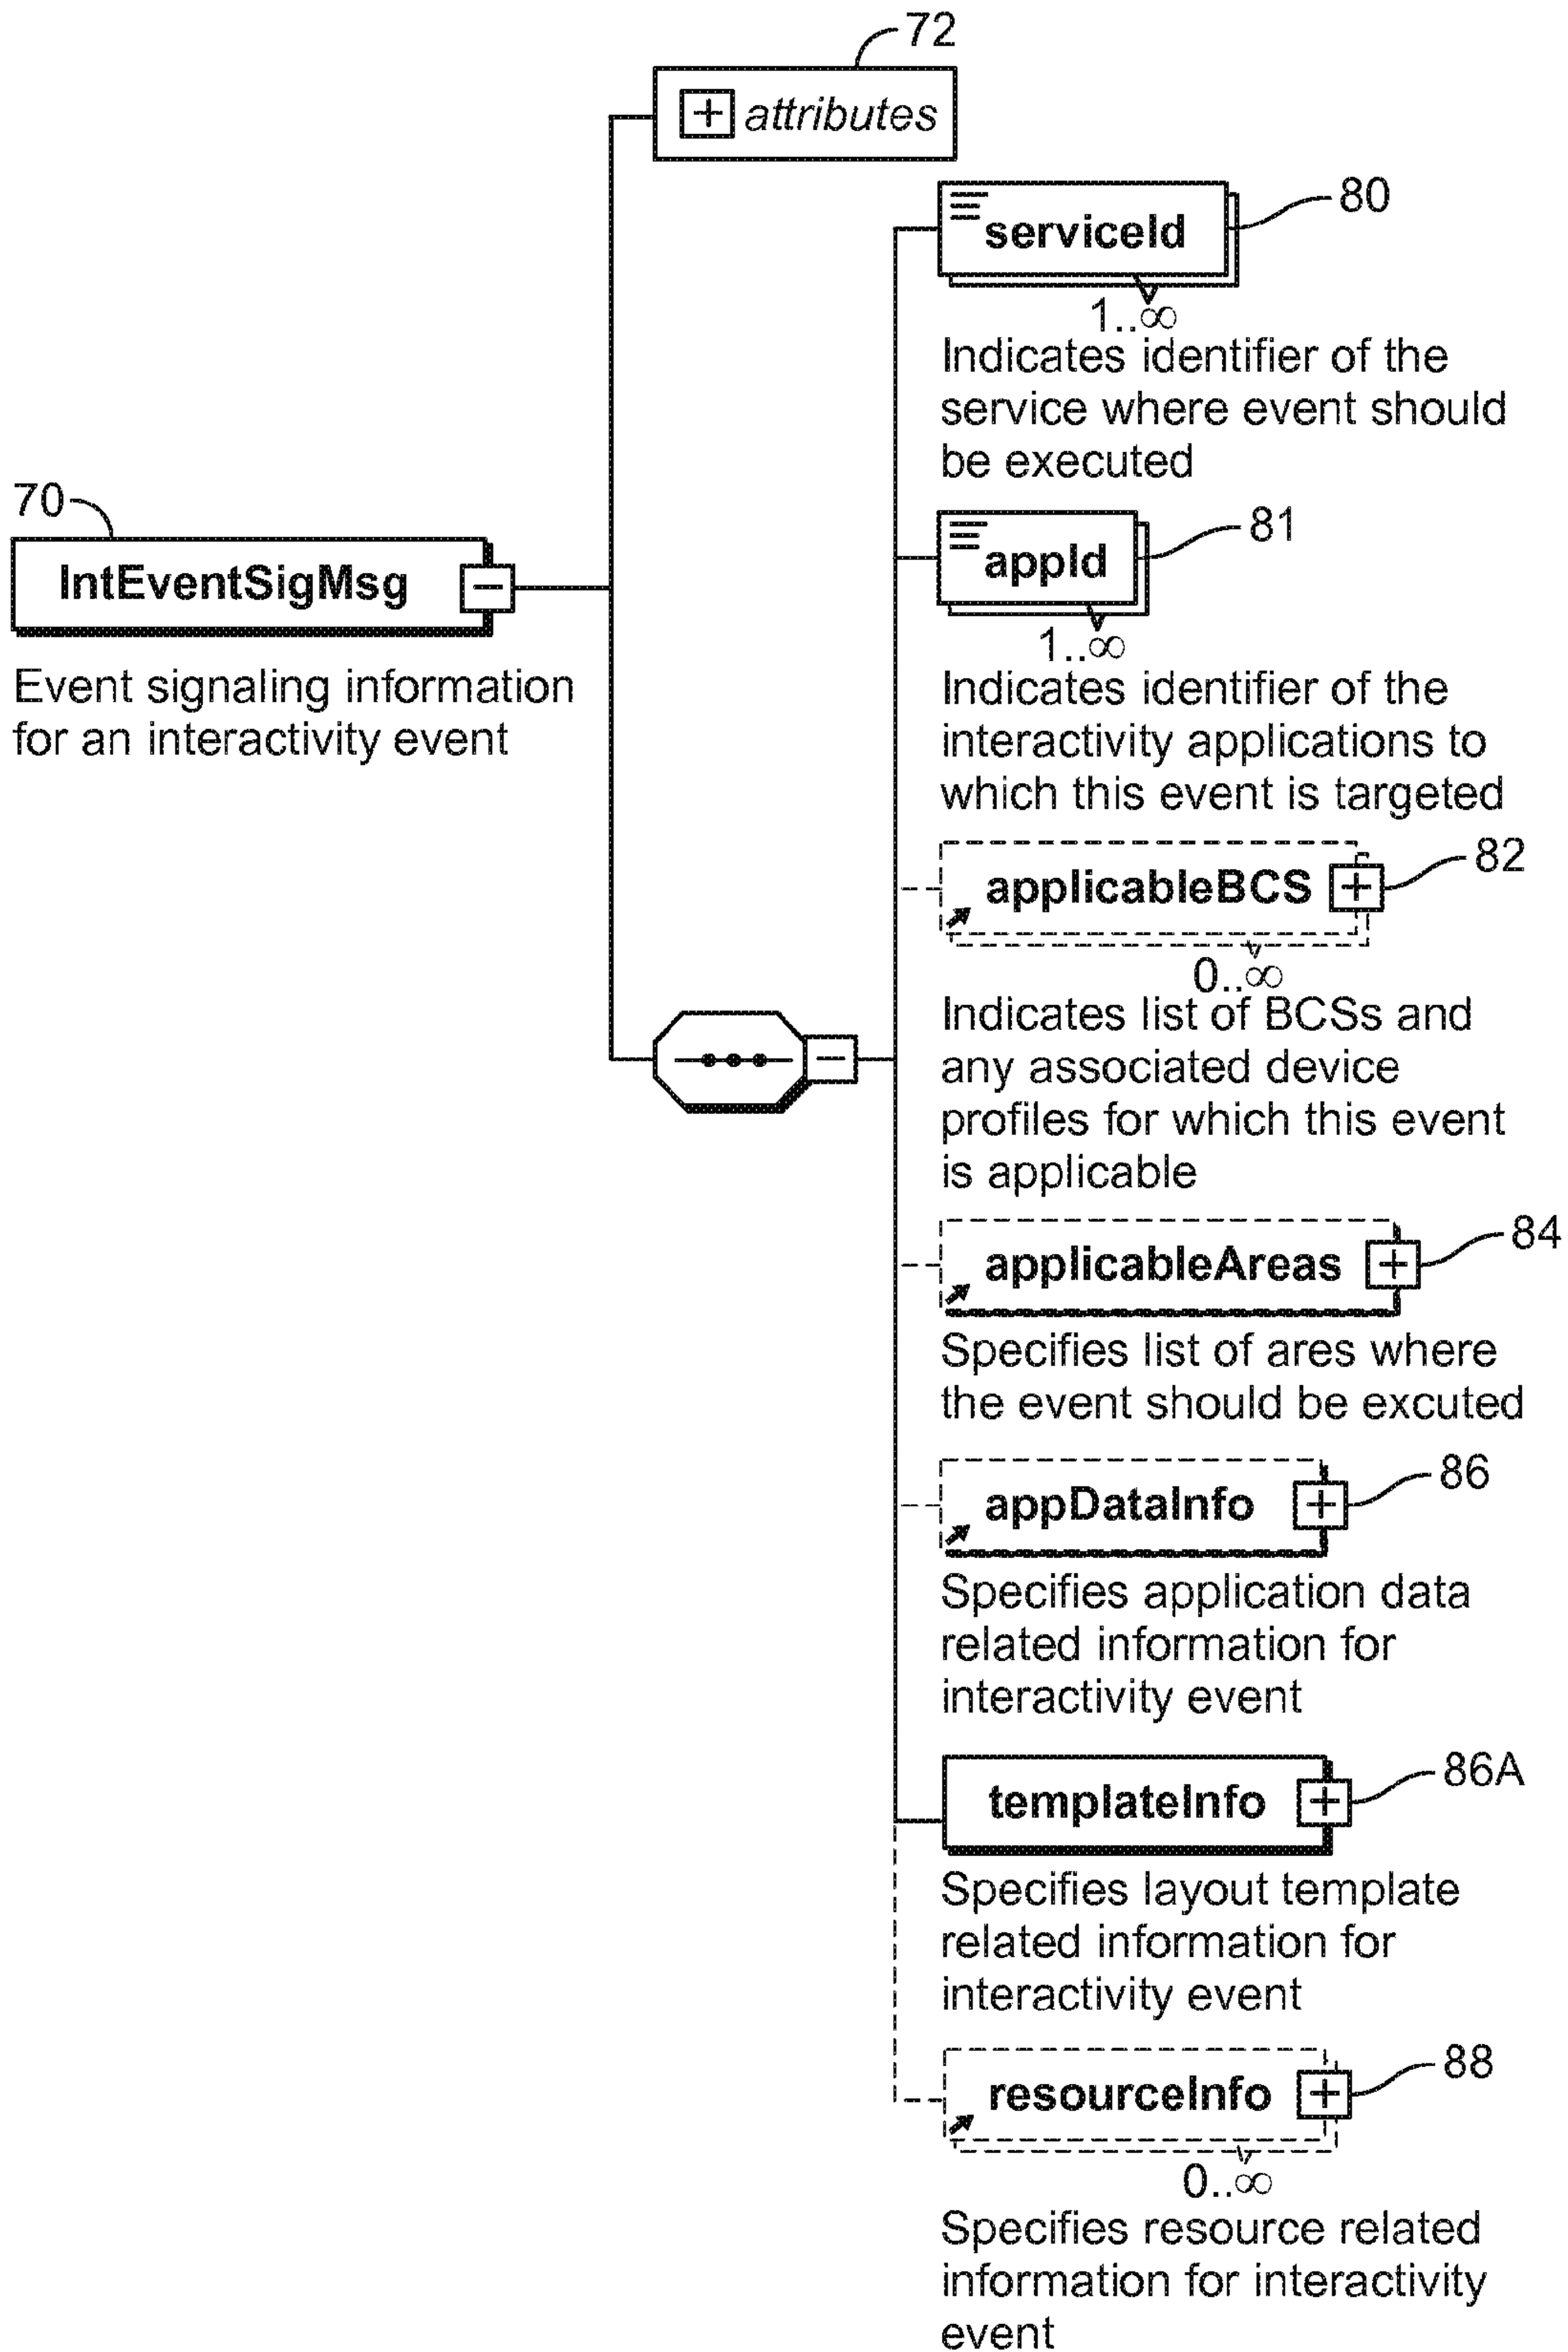 72
attributes
80
serviceId
1..∞
Indicates identifier of the
service where event should
be executed
70
IntEventSigMsg
Event signaling information
for an interactivity event
81
appId
1..∞
Indicates identifier of the
interactivity applications to
which this event is targeted
82
applicableBCS
0..∞
Indicates list of BCSs and
any associated device
profiles for which this event
is applicable
84
applicableAreas
Specifies list of ares where
the event should be excuted
86
appDataInfo
Specifies application data
related information for
interactivity event
86A
templateInfo
Specifies layout template
related information for
interactivity event
88
resourceInfo
0..∞
Specifies resource related
information for interactivity
event